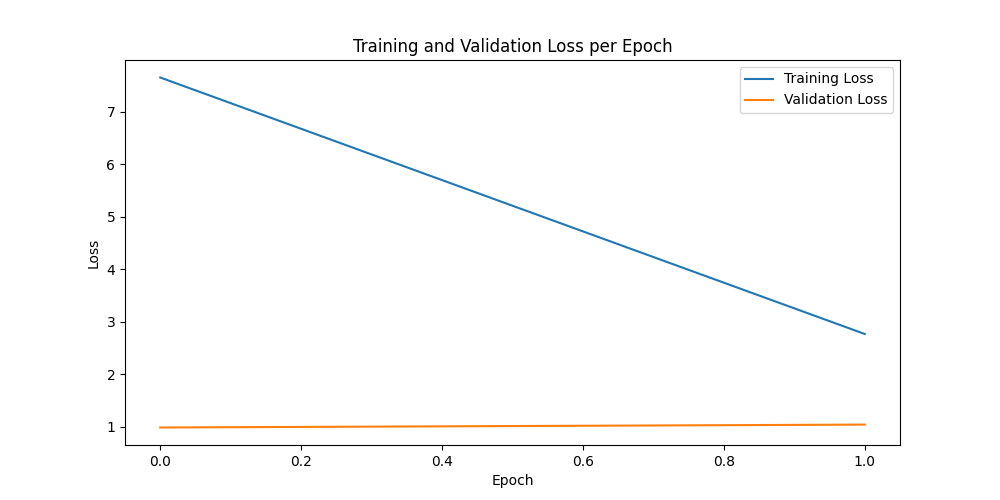 Training and Validation Loss per Epoch
Training Loss
Validation Loss
Loss
7
6
5
4
3
2
1
0.0 0.2 0.4 0.6 0.8 1.0
Epoch